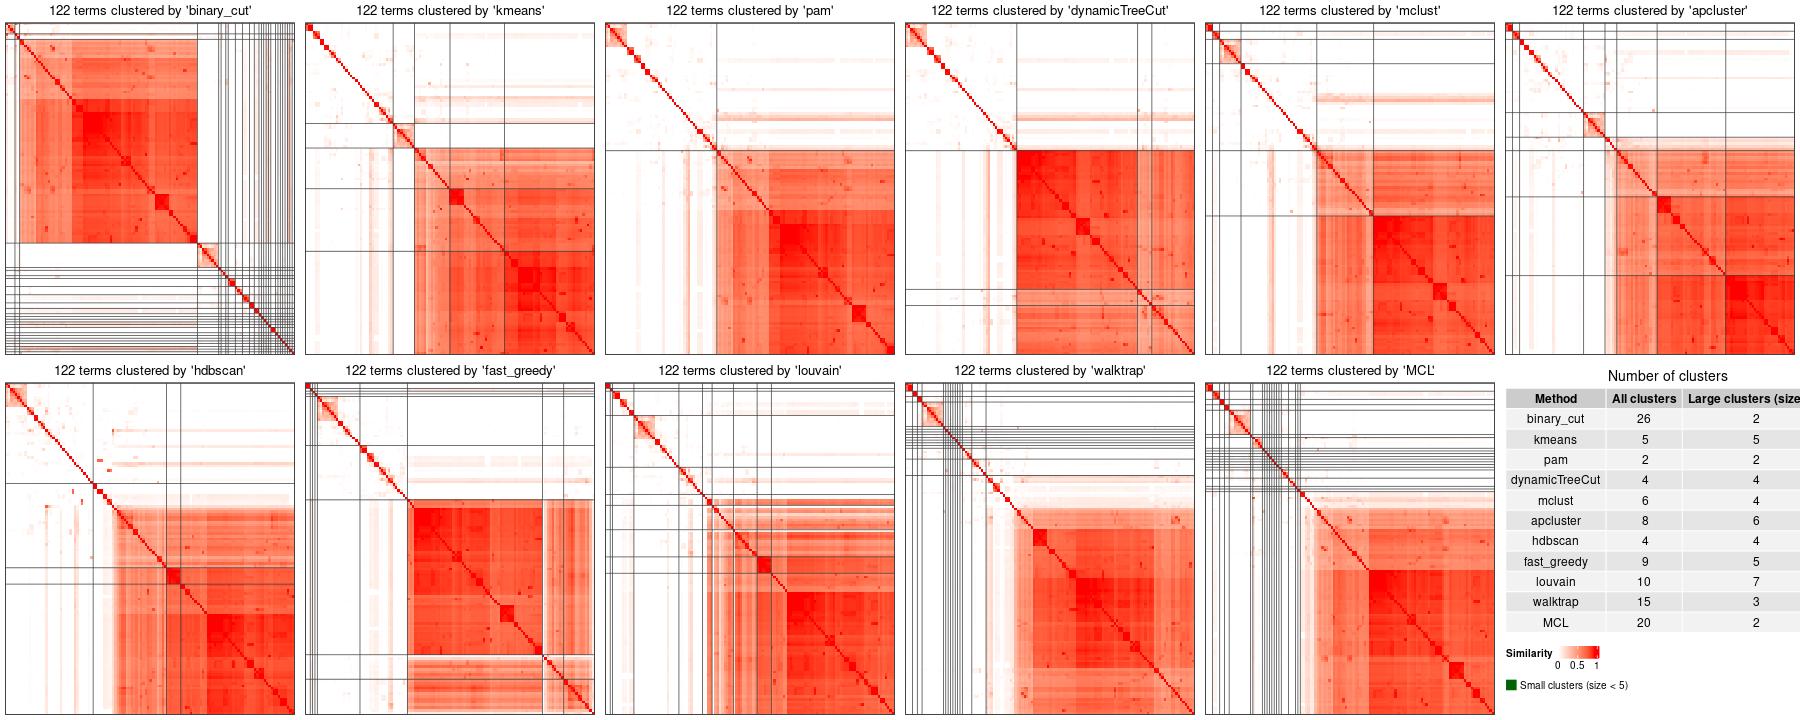 122 terms clustered by 'binary_cut'
122 terms clustered by 'kmeans'
122 terms clustered by 'pam'
122 terms clustered by 'dynamicTreeCut'
122 terms clustered by 'mclust'
122 terms clustered by 'apcluster'
122 terms clustered by 'hdbscan'
122 terms clustered by 'fast_greedy'
122 terms clustered by 'louvain'
122 terms clustered by 'walktrap'
122 terms clustered by 'MCL'
Number of clusters
Method All clusters Large clusters (size
binary_cut 26 2
kmeans 5 5
pam 2 2
dynamicTreeCut 4 4
mclust 6 4
apcluster 8 6
hdbscan 4 4
fast_greedy 9 5
louvain 10 7
walktrap 15 3
MCL 20 2
Similarity
0 0.5 1
Small clusters (size < 5)